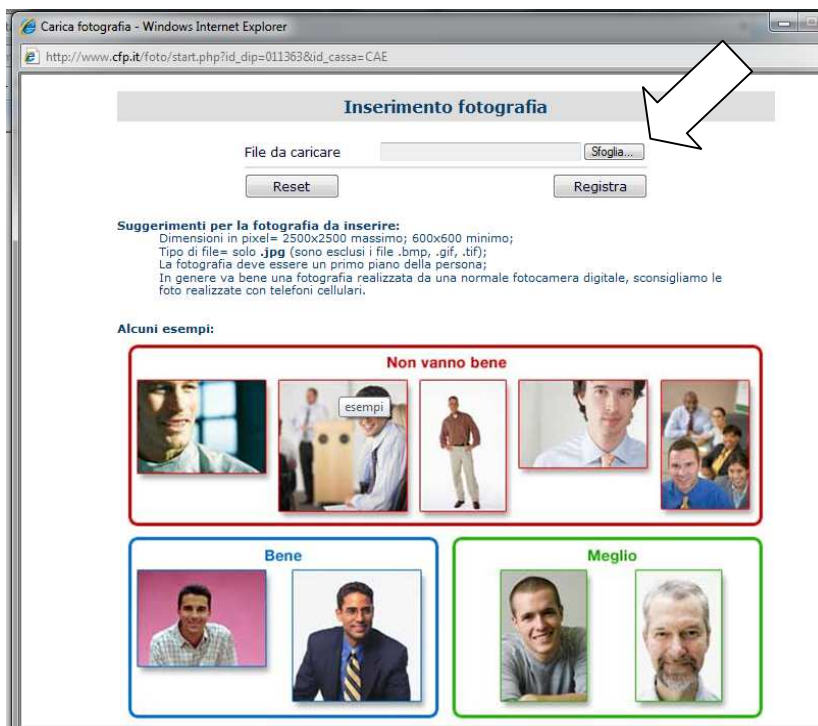 Carica fotografia - Windows Internet Explorer
http://www.cfp.it/foto/start.php?id_dip=011363&id_cassa=CAE
Inserimento fotografia
File da caricare
Sfoglia...
Reset
Registra
Suggerimenti per la fotografia da inserire:
Dimensioni in pixel= 2500x2500 massimo; 600x600 minimo;
Tipo di file= solo .jpg (sono esclusi i file .bmp, .gif, .tif);
La fotografia deve essere un primo piano della persona;
In genere va bene una fotografia realizzata da una normale fotocamera digitale, sconsigliamo le
foto realizzate con telefoni cellulari.
Alcuni esempi:
Non vanno bene
esempi
Bene
Meglio